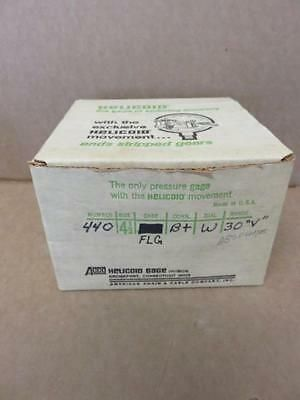 HELICOID
with the
exclusive
HELICOID
movement...
ends stripped gears
The only pressure gage
with the HELICOID movement
Made in U.S.A.
NUMBER SIZE CASE CONN. DIAL RANGE
440 4½ B+ W 30"V"
FLG
ACCO HELICOID GAGE DIVISION
BRIDGEPORT, CONNECTICUT
AMERICAN CHAIN & CABLE COMPANY, INC.